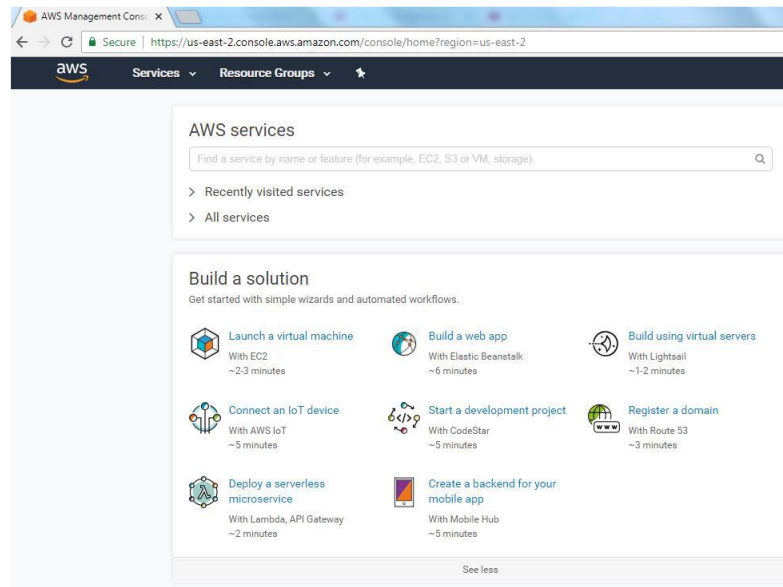 AWS Management Cons
Secure | https://us-east-2.console.aws.amazon.com/console/home?region=us-east-2
aws Services Resource Groups
AWS services
Find a service by name or feature (for example, EC2, S3 or VM, storage).
Recently visited services
All services
Build a solution
Get started with simple wizards and automated workflows.
Launch a virtual machine
With EC2
~2-3 minutes
Build a web app
With Elastic Beanstalk
~6 minutes
Build using virtual servers
With Lightsail
~1-2 minutes
Connect an IoT device
With AWS IoT
~5 minutes
Start a development project
With CodeStar
~5 minutes
Register a domain
With Route 53
~3 minutes
Deploy a serverless
microservice
With Lambda, API Gateway
~2 minutes
Create a backend for your
mobile app
With Mobile Hub
~5 minutes
See less